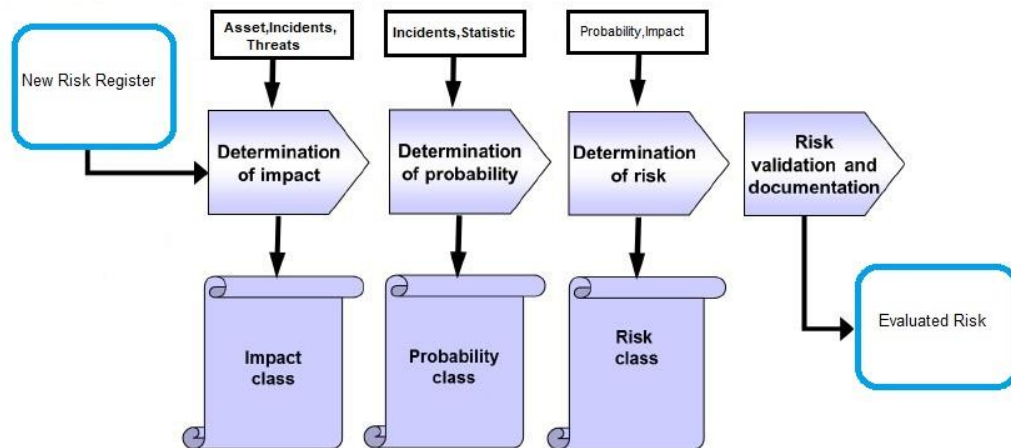 Asset,Incidents,
Threats
Incidents,Statistic
Probability,Impact
New Risk Register
Determination
of impact
Determination
of probability
Determination
of risk
Risk
validation and
documentation
Impact
class
Probability
class
Risk
class
Evaluated Risk